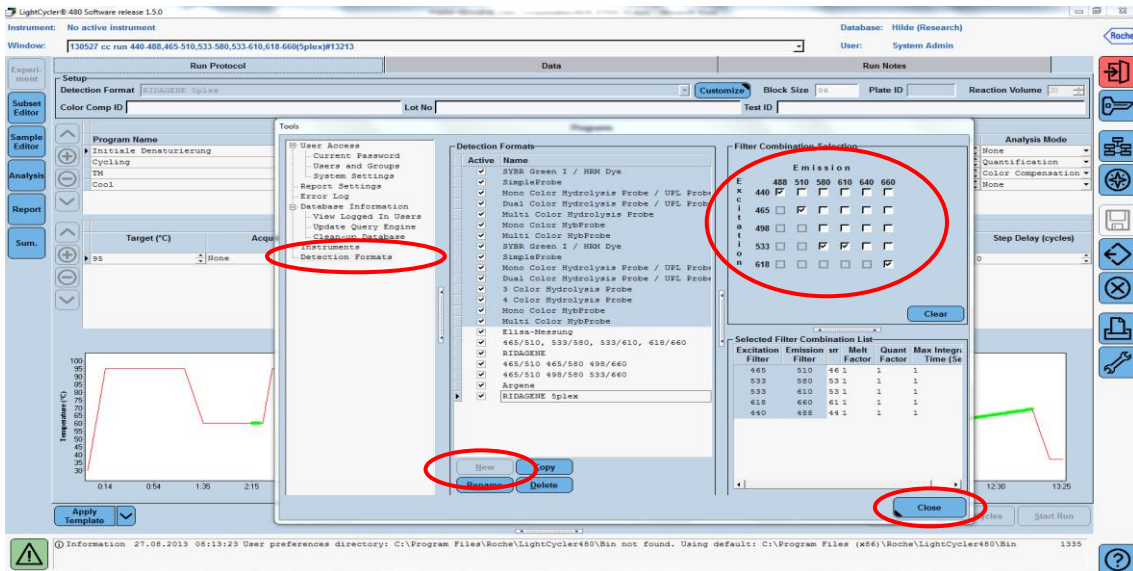 LightCycler® 480 Software release 1.5.0
Instrument: No active instrument Database: Hilde (Research)
Window: 130527 cc run 440-488,465-510,533-580,533-610,618-660(5plex)#13213 User: System Admin
Roche
Experi-ment
Subset Editor
Sample Editor
Analysis
Report
Sum.
Run Protocol Data Run Notes
Setup
Detection Format RIDAGENE 5plex Customize Block Size 96 Plate ID Reaction Volume 20
Color Comp ID Lot No Test ID
Programs
Program Name Analysis Mode
Initiale Denaturierung None
Cycling Quantification
TM Color Compensation
Cool None
Target (°C) Acqu Step Delay (cycles)
95 None 0
Tools
User Access
Current Password
Users and Groups
System Settings
Report Settings
Error Log
Database Information
View Logged In Users
Update Query Engine
Clean-up Database
Instruments
Detection Formats
Detection Formats
Active Name
SYBR Green I / HRM Dye
SimpleProbe
Mono Color Hydrolysis Probe / UPL Probe
Dual Color Hydrolysis Probe / UPL Probe
Multi Color Hydrolysis Probe
Mono Color HybProbe
Multi Color HybProbe
SYBR Green I / HRM Dye
SimpleProbe
Mono Color Hydrolysis Probe / UPL Probe
Dual Color Hydrolysis Probe / UPL Probe
3 Color Hydrolysis Probe
4 Color Hydrolysis Probe
Mono Color HybProbe
Multi Color HybProbe
Elisa-Messung
465/510, 533/580, 533/610, 618/660
RIDAGENE
465/510 465/580 498/660
465/510 498/580 533/660
Argene
RIDAGENE 5plex
New Copy
Rename Delete
Filter Combination Selection
Emission
488 510 580 610 640 660
Excitation
440
465
498
533
618
Clear
Selected Filter Combination List
Excitation Filter Emission Filter Melt Factor Quant Factor Max Integra Time (Se
465 510 46 1 1 1
533 580 53 1 1 1
533 610 53 1 1 1
618 660 61 1 1 1
440 488 44 1 1 1
Close
Temperature (°C)
100
95
90
85
80
75
70
65
60
55
50
45
40
35
30
0:14 0:54 1:35 2:15 12:30 13:25
Apply Template ycles Start Run
Information 27.08.2013 08:13:23 User preferences directory: C:\Program Files\Roche\LightCycler480\Bin not found. Using default: C:\Program Files (x86)\Roche\LightCycler480\Bin 1335